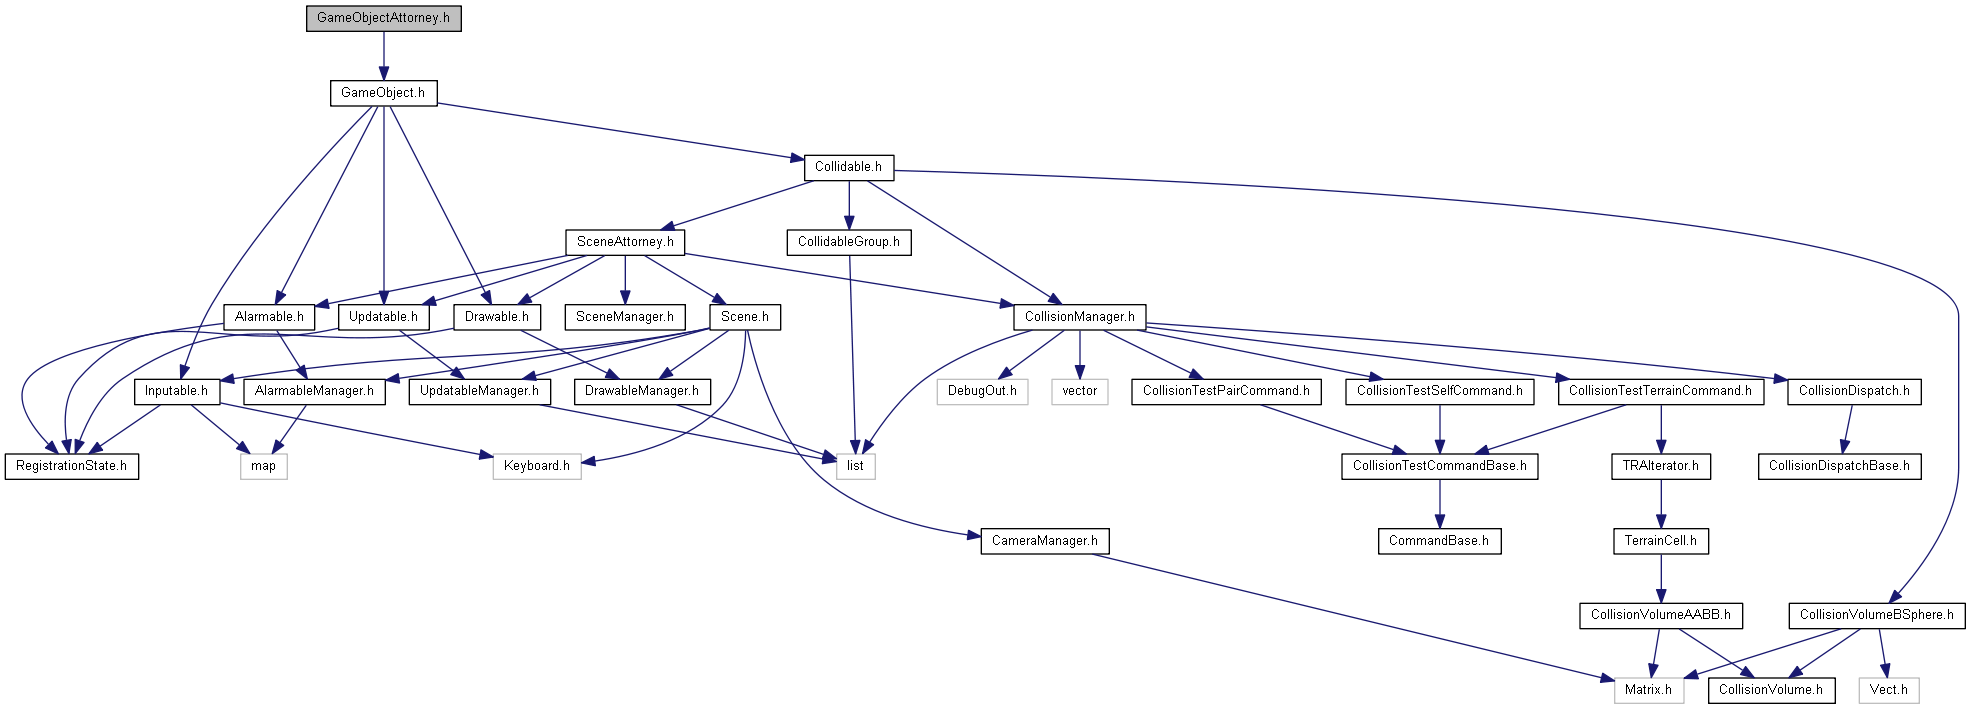 GameObjectAttorney.h
GameObject.h
Collidable.h
SceneAttorney.h
CollidableGroup.h
Alarmable.h
Updatable.h
Drawable.h
SceneManager.h
Scene.h
CollisionManager.h
Inputable.h
AlarmableManager.h
UpdatableManager.h
DrawableManager.h
DebugOut.h
vector
CollisionTestPairCommand.h
CollisionTestSelfCommand.h
CollisionTestTerrainCommand.h
CollisionDispatch.h
RegistrationState.h
map
Keyboard.h
list
CollisionTestCommandBase.h
TRAIterator.h
CollisionDispatchBase.h
CameraManager.h
CommandBase.h
TerrainCell.h
CollisionVolumeAABB.h
CollisionVolumeBSphere.h
Matrix.h
CollisionVolume.h
Vect.h